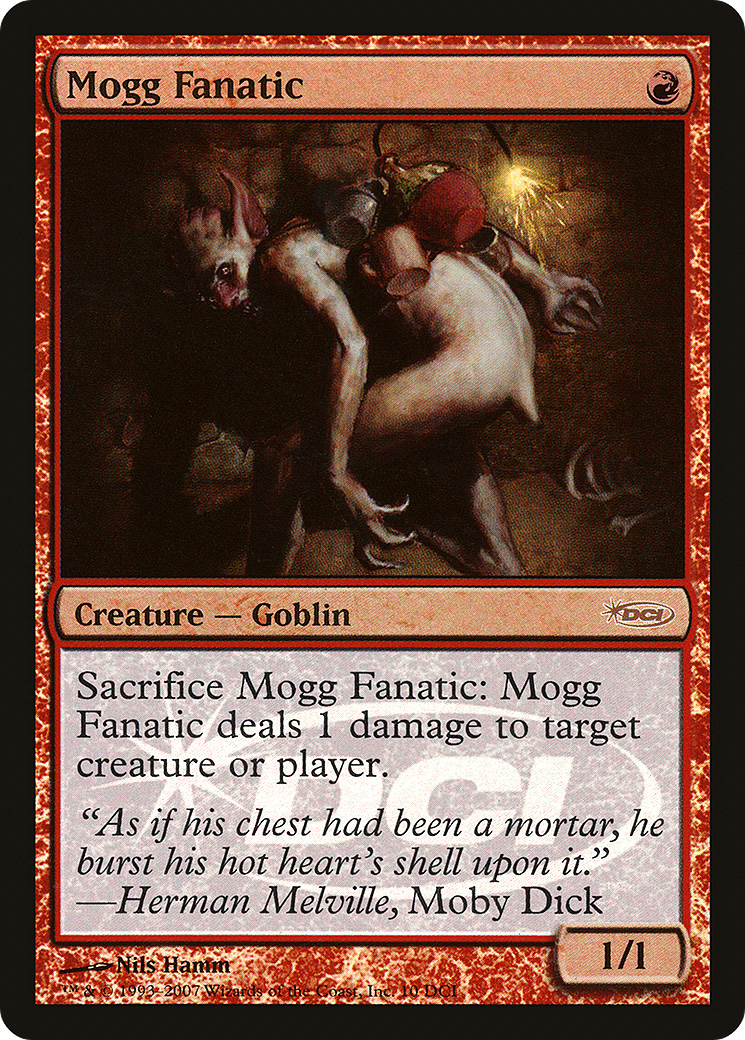 Mogg Fanatic
Creature — Goblin
DCI
Sacrifice Mogg Fanatic: Mogg
Fanatic deals 1 damage to target
creature or player.
DCI
“As if his chest had been a mortar, he
burst his hot heart’s shell upon it.”
—Herman Melville, Moby Dick
1/1
Nils Hamm
™ & © 1993–2007 Wizards of the Coast, Inc. 10 DCI